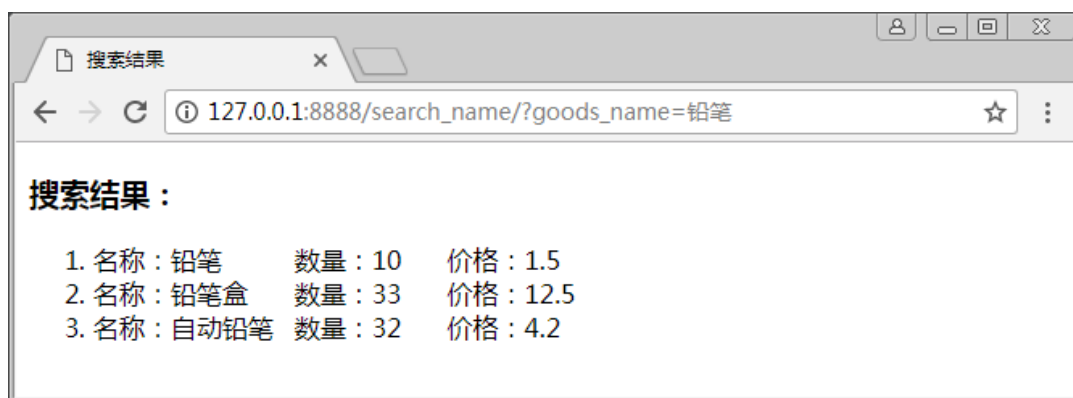 搜索结果
127.0.0.1:8888/search_name/?goods_name=铅笔
搜索结果：
1. 名称：铅笔 数量：10 价格：1.5
2. 名称：铅笔盒 数量：33 价格：12.5
3. 名称：自动铅笔 数量：32 价格：4.2